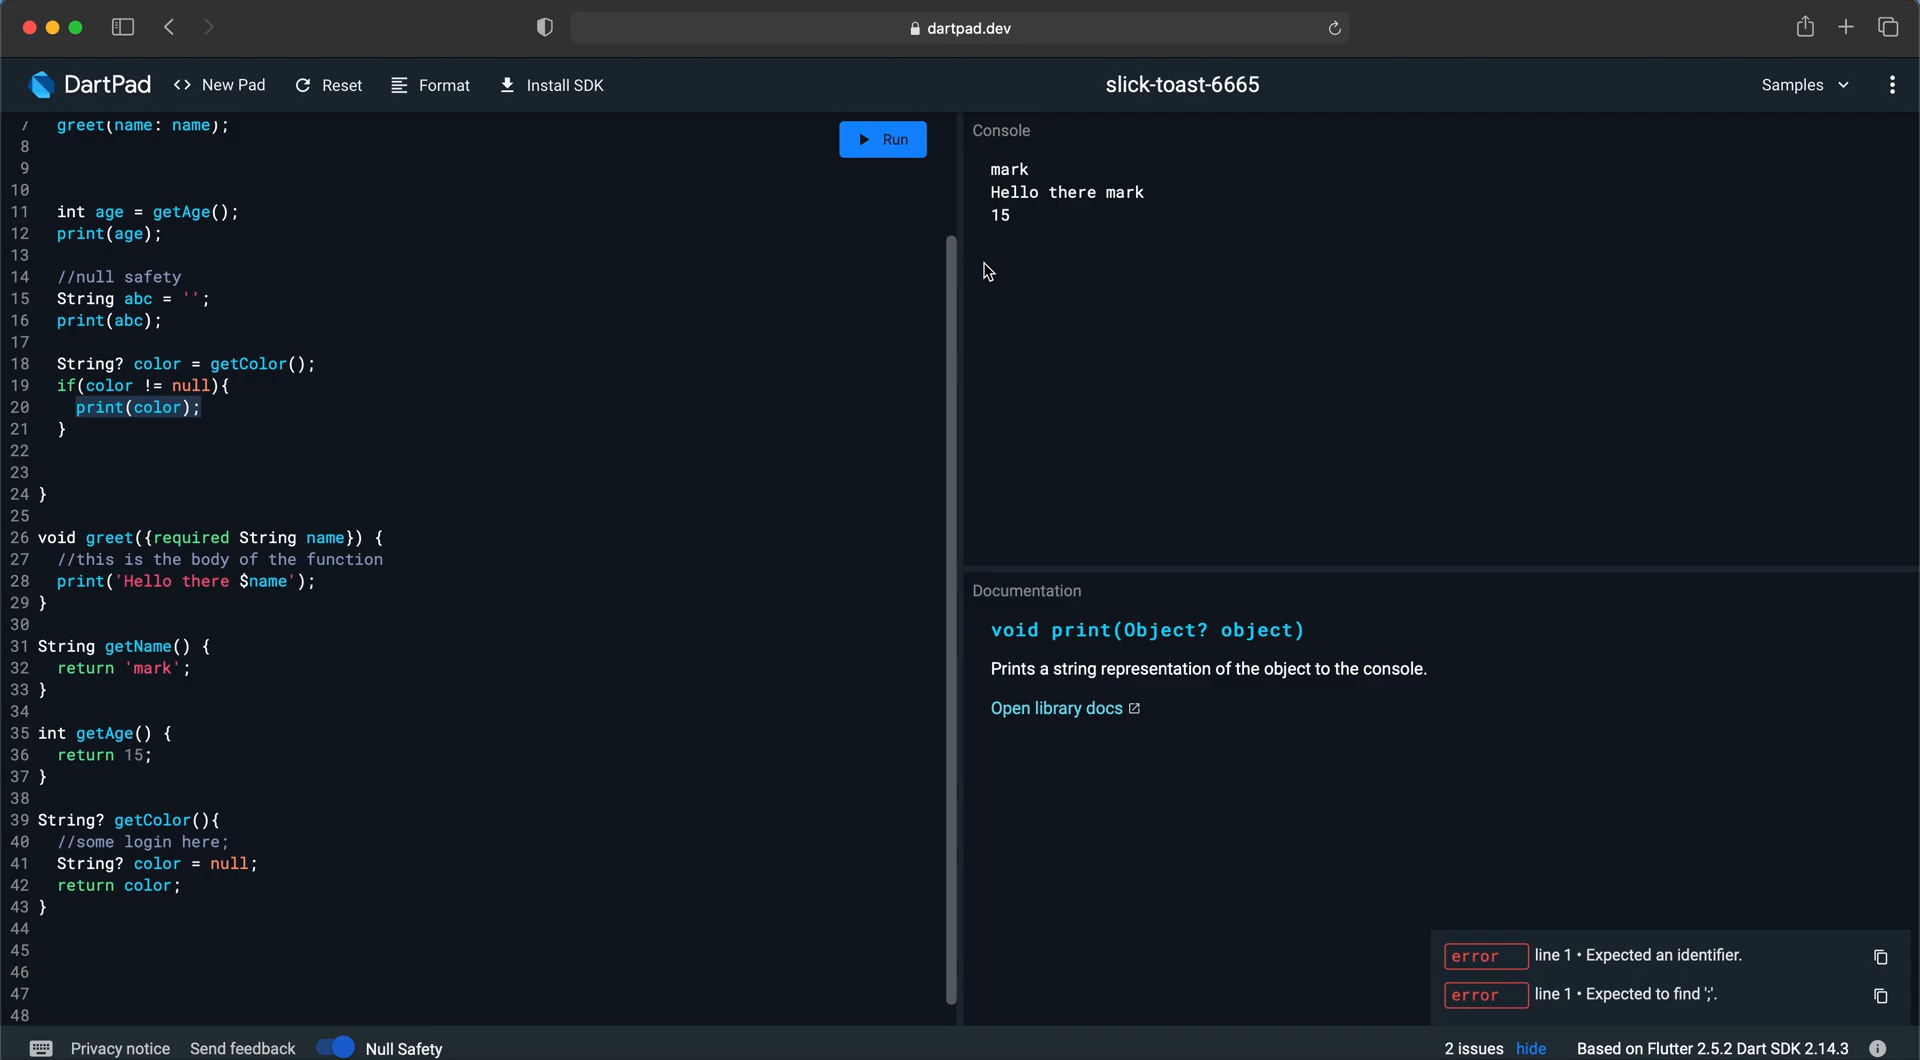 dartpad.dev
DartPad
<> New Pad
Reset
Format
Install SDK
slick-toast-6665
Samples
7 greet(name: name);
8
9
10
11 int age = getAge();
12 print(age);
13
14 //null safety
15 String abc = '';
16 print(abc);
17
18 String? color = getColor();
19 if(color != null){
20 print(color);
21 }
22
23
24 }
25
26 void greet({required String name}) {
27 //this is the body of the function
28 print('Hello there $name');
29 }
30
31 String getName() {
32 return 'mark';
33 }
34
35 int getAge() {
36 return 15;
37 }
38
39 String? getColor(){
40 //some login here;
41 String? color = null;
42 return color;
43 }
44
45
46
47
48
Run
Console
mark
Hello there mark
15
Documentation
void print(Object? object)
Prints a string representation of the object to the console.
Open library docs
error line 1 • Expected an identifier.
error line 1 • Expected to find ';'.
Privacy notice
Send feedback
Null Safety
2 issues hide
Based on Flutter 2.5.2 Dart SDK 2.14.3